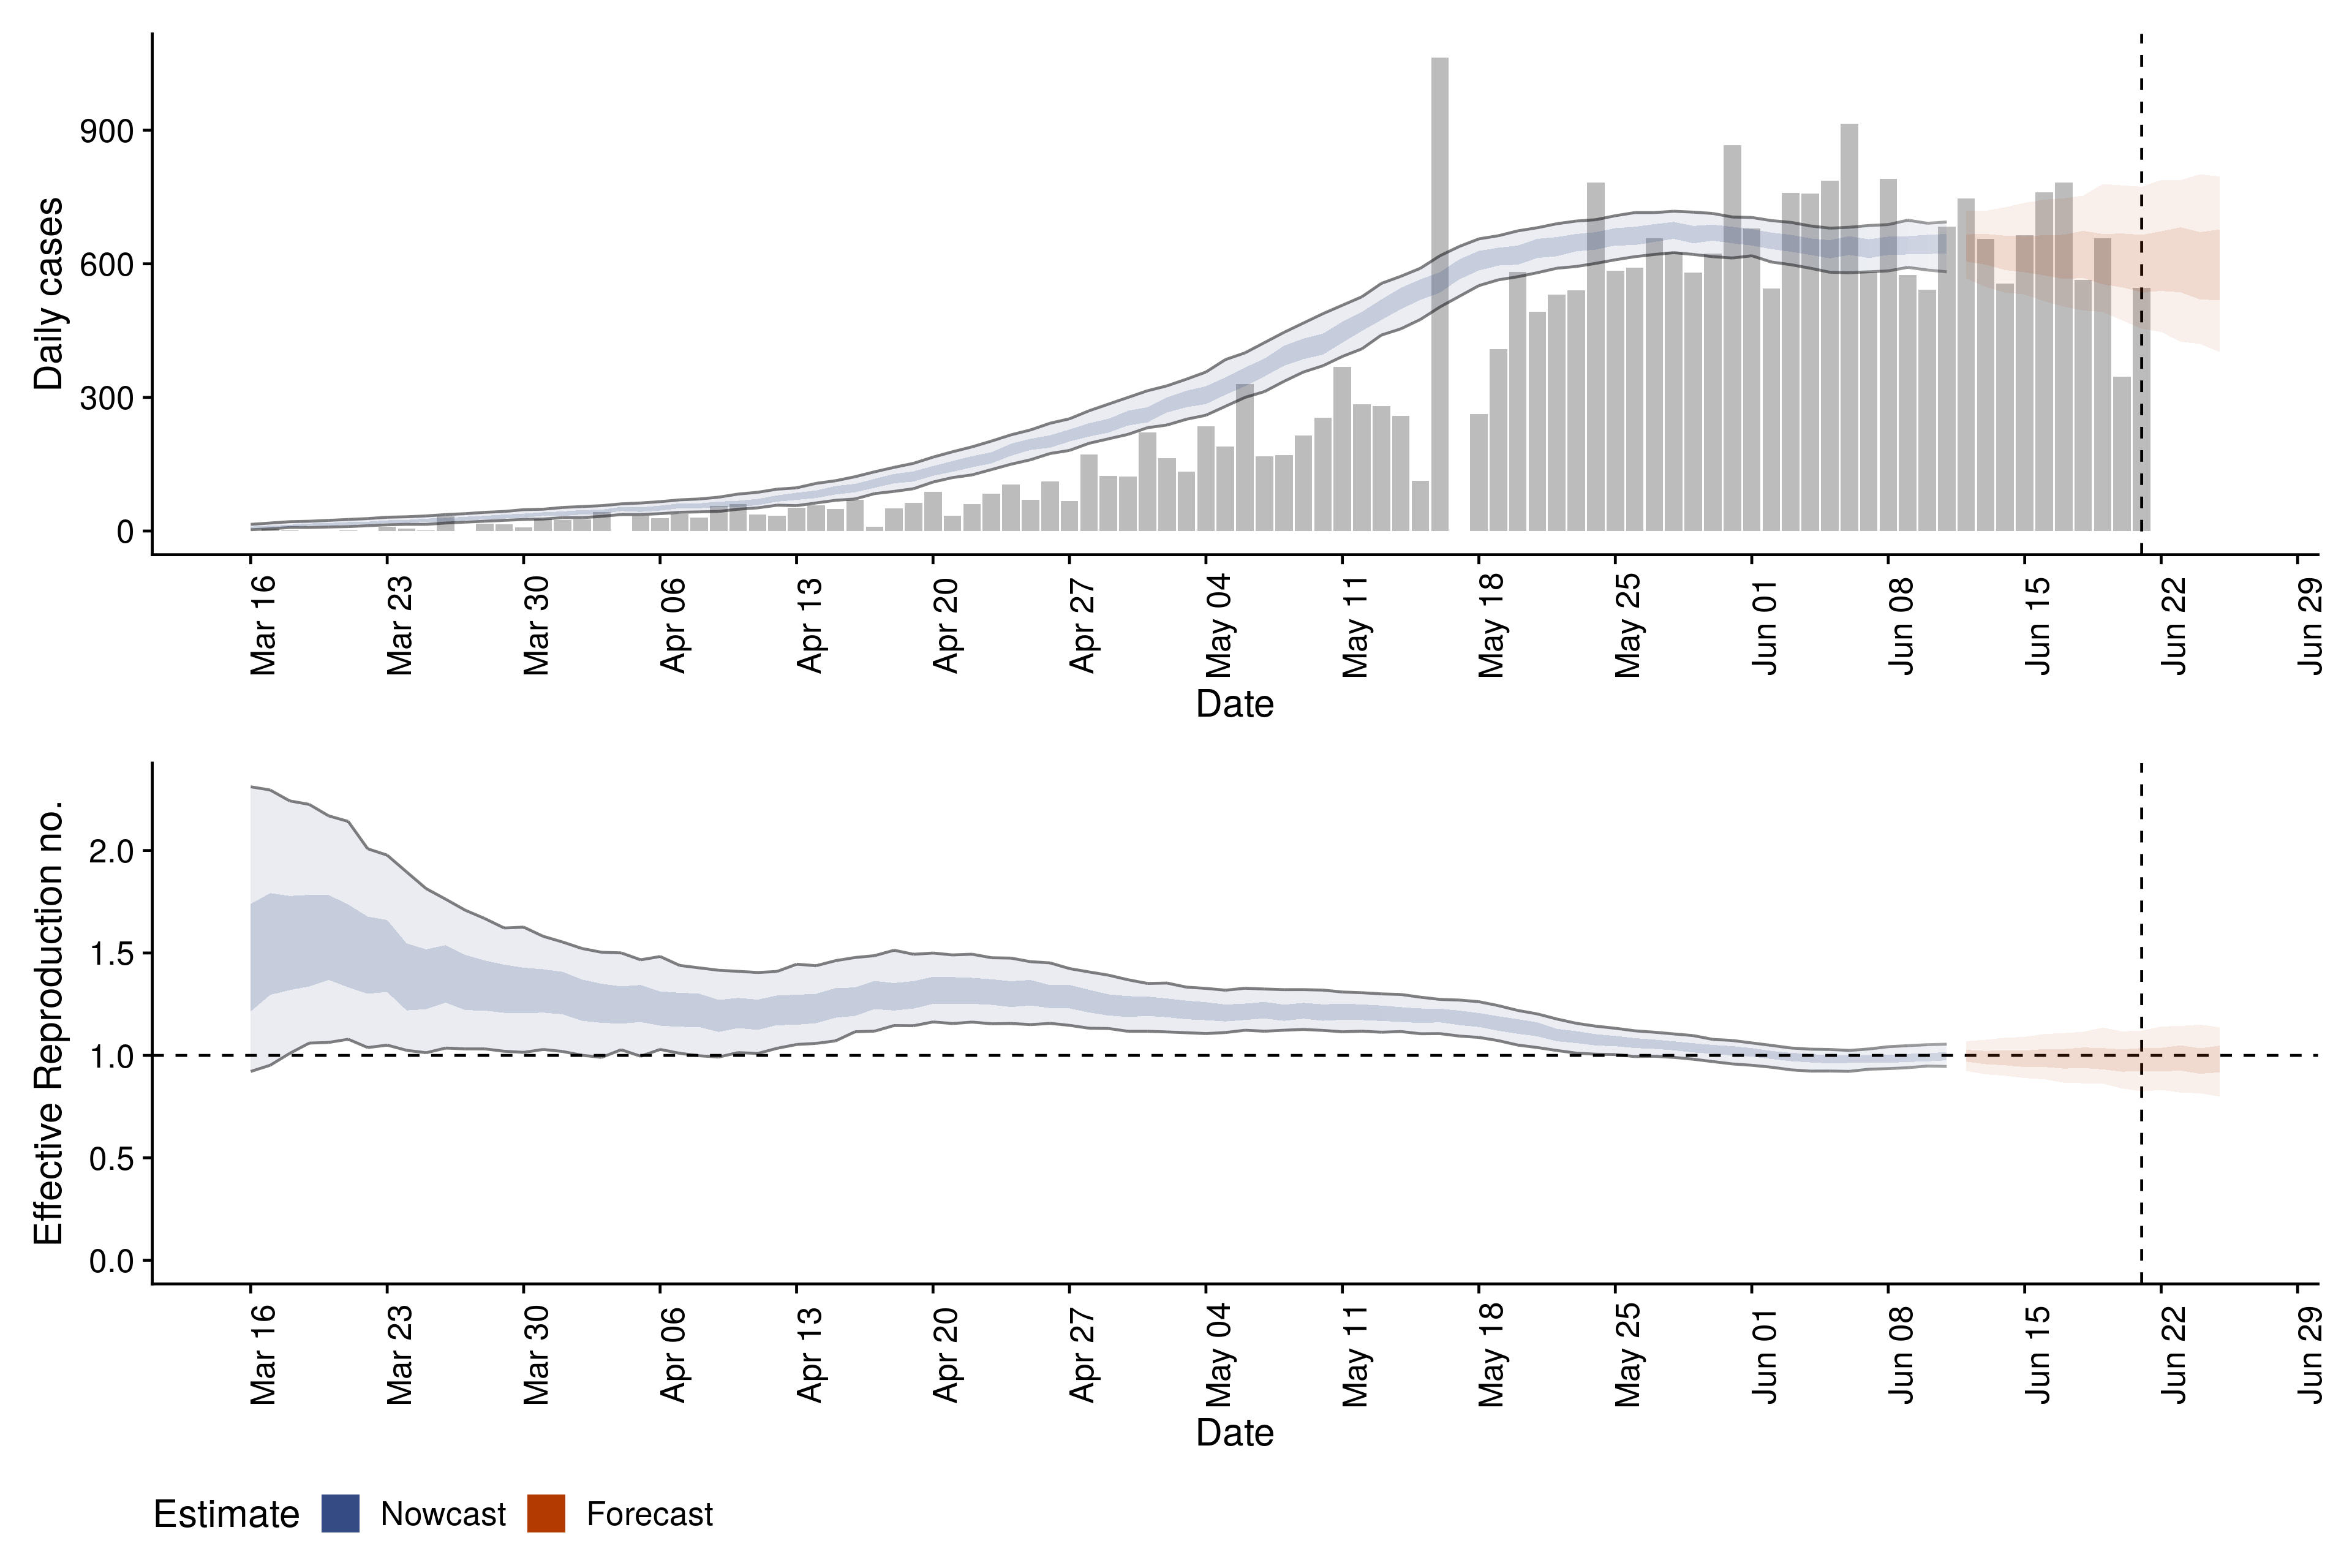 Daily cases
900
600
300
0
Mar 16
Mar 23
Mar 30
Apr 06
Apr 13
Apr 20
Apr 27
May 04
May 11
May 18
May 25
Jun 01
Jun 08
Jun 15
Jun 22
Jun 29
Date
Effective Reproduction no.
2.0
1.5
1.0
0.5
0.0
Mar 16
Mar 23
Mar 30
Apr 06
Apr 13
Apr 20
Apr 27
May 04
May 11
May 18
May 25
Jun 01
Jun 08
Jun 15
Jun 22
Jun 29
Date
Estimate Nowcast Forecast